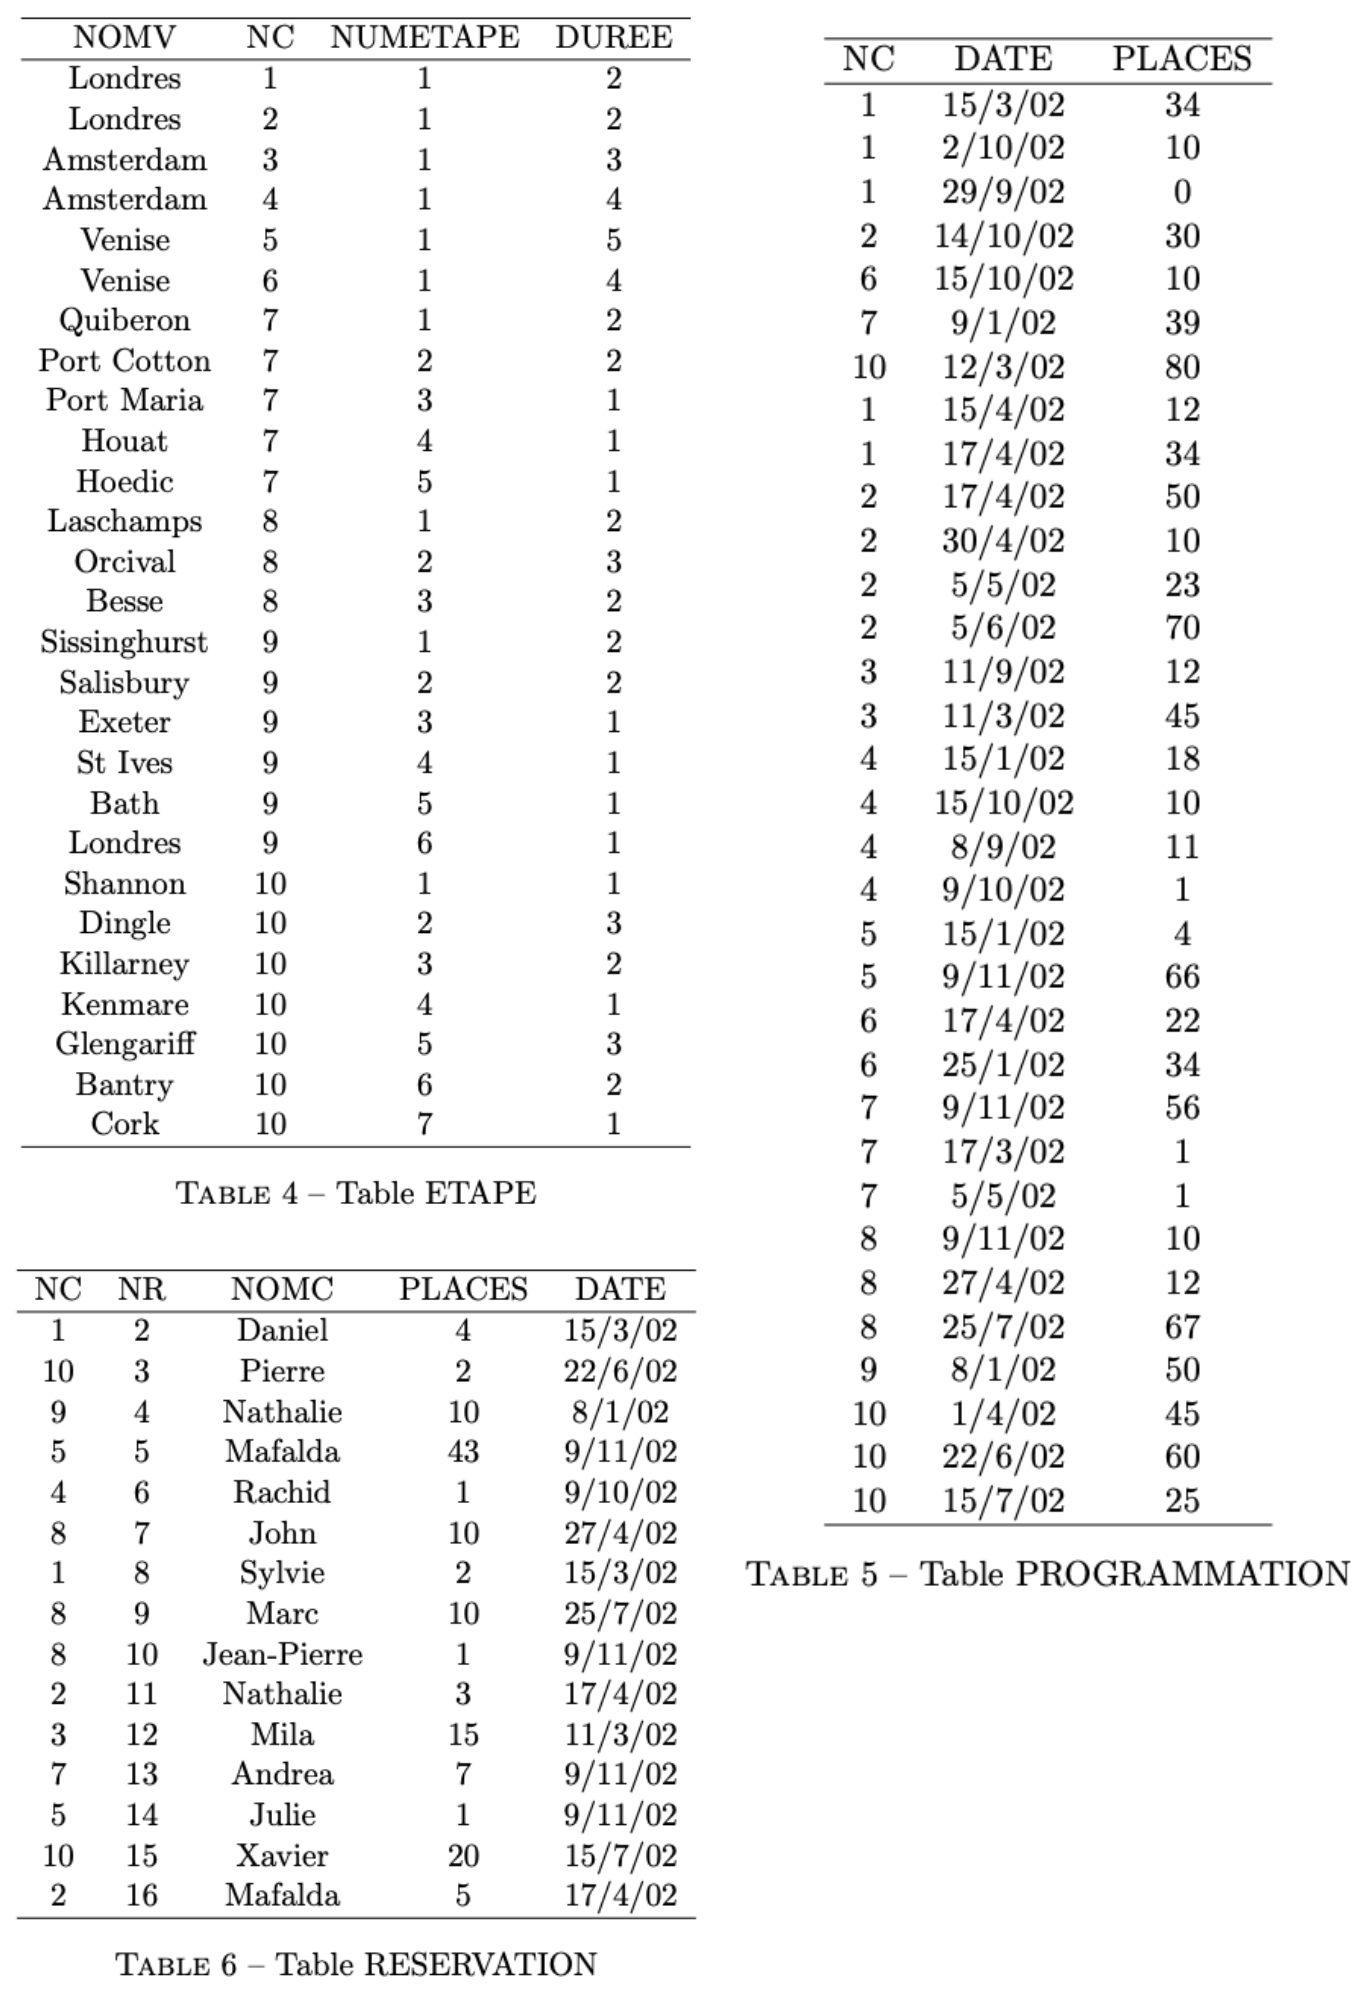 NOMV NC NUMETAPE DUREE
Londres 1 1 2
Londres 2 1 2
Amsterdam 3 1 3
Amsterdam 4 1 4
Venise 5 1 5
Venise 6 1 4
Quiberon 7 1 2
Port Cotton 7 2 2
Port Maria 7 3 1
Houat 7 4 1
Hoedic 7 5 1
Laschamps 8 1 2
Orcival 8 2 3
Besse 8 3 2
Sissinghurst 9 1 2
Salisbury 9 2 2
Exeter 9 3 1
St Ives 9 4 1
Bath 9 5 1
Londres 9 6 1
Shannon 10 1 1
Dingle 10 2 3
Killarney 10 3 2
Kenmare 10 4 1
Glengariff 10 5 3
Bantry 10 6 2
Cork 10 7 1
TABLE 4 – Table ETAPE
NC NR NOMC PLACES DATE
1 2 Daniel 4 15/3/02
10 3 Pierre 2 22/6/02
9 4 Nathalie 10 8/1/02
5 5 Mafalda 43 9/11/02
4 6 Rachid 1 9/10/02
8 7 John 10 27/4/02
1 8 Sylvie 2 15/3/02
8 9 Marc 10 25/7/02
8 10 Jean-Pierre 1 9/11/02
2 11 Nathalie 3 17/4/02
3 12 Mila 15 11/3/02
7 13 Andrea 7 9/11/02
5 14 Julie 1 9/11/02
10 15 Xavier 20 15/7/02
2 16 Mafalda 5 17/4/02
TABLE 6 – Table RESERVATION
NC DATE PLACES
1 15/3/02 34
1 2/10/02 10
1 29/9/02 0
2 14/10/02 30
6 15/10/02 10
7 9/1/02 39
10 12/3/02 80
1 15/4/02 12
1 17/4/02 34
2 17/4/02 50
2 30/4/02 10
2 5/5/02 23
2 5/6/02 70
3 11/9/02 12
3 11/3/02 45
4 15/1/02 18
4 15/10/02 10
4 8/9/02 11
4 9/10/02 1
5 15/1/02 4
5 9/11/02 66
6 17/4/02 22
6 25/1/02 34
7 9/11/02 56
7 17/3/02 1
7 5/5/02 1
8 9/11/02 10
8 27/4/02 12
8 25/7/02 67
9 8/1/02 50
10 1/4/02 45
10 22/6/02 60
10 15/7/02 25
TABLE 5 – Table PROGRAMMATION